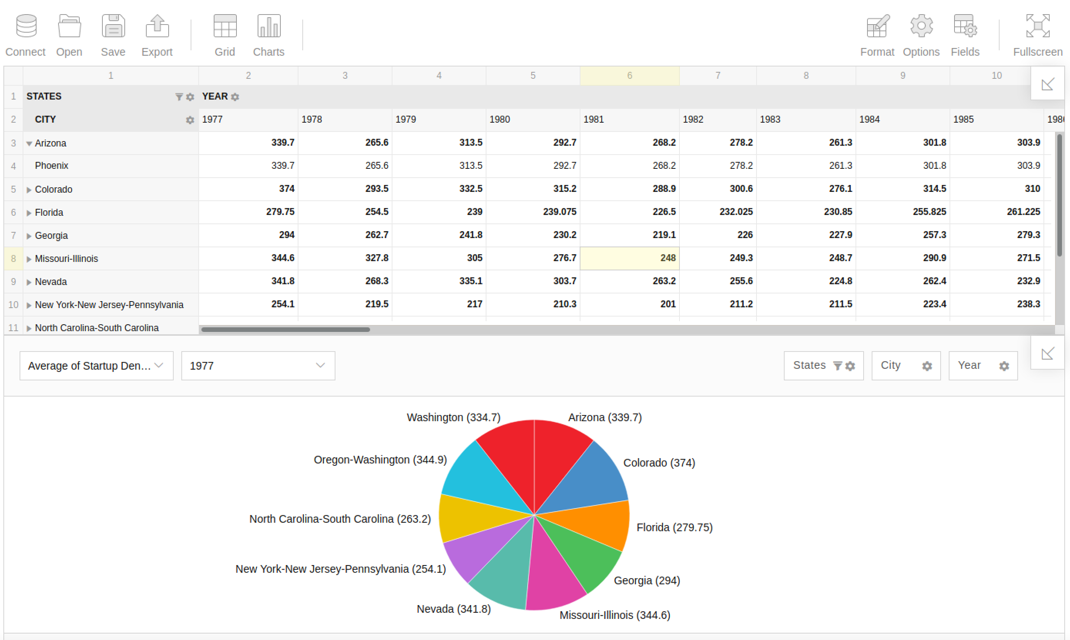 Connect Open Save Export Grid Charts Format Options Fields Fullscreen
1 2 3 4 5 6 7 8 9 10
1 STATES YEAR
2 CITY 1977 1978 1979 1980 1981 1982 1983 1984 1985
3 Arizona 339.7 265.6 313.5 292.7 268.2 278.2 261.3 301.8 303.9
4 Phoenix 339.7 265.6 313.5 292.7 268.2 278.2 261.3 301.8 303.9
5 Colorado 374 293.5 332.5 315.2 288.9 300.6 276.1 314.5 310
6 Florida 279.75 254.5 239 239.075 226.5 232.025 230.85 255.825 261.225
7 Georgia 294 262.7 241.8 230.2 219.1 226 227.9 257.3 279.3
8 Missouri-Illinois 344.6 327.8 305 276.7 248 249.3 248.7 290.9 271.5
9 Nevada 341.8 268.3 335.1 303.7 263.2 255.6 224.8 262.4 232.9
10 New York-New Jersey-Pennsylvania 254.1 219.5 217 210.3 201 211.2 211.5 223.4 238.3
11 North Carolina-South Carolina
Average of Startup Den... 1977 States City Year
Washington (334.7) Arizona (339.7)
Oregon-Washington (344.9) Colorado (374)
North Carolina-South Carolina (263.2) Florida (279.75)
New York-New Jersey-Pennsylvania (254.1) Georgia (294)
Nevada (341.8) Missouri-Illinois (344.6)